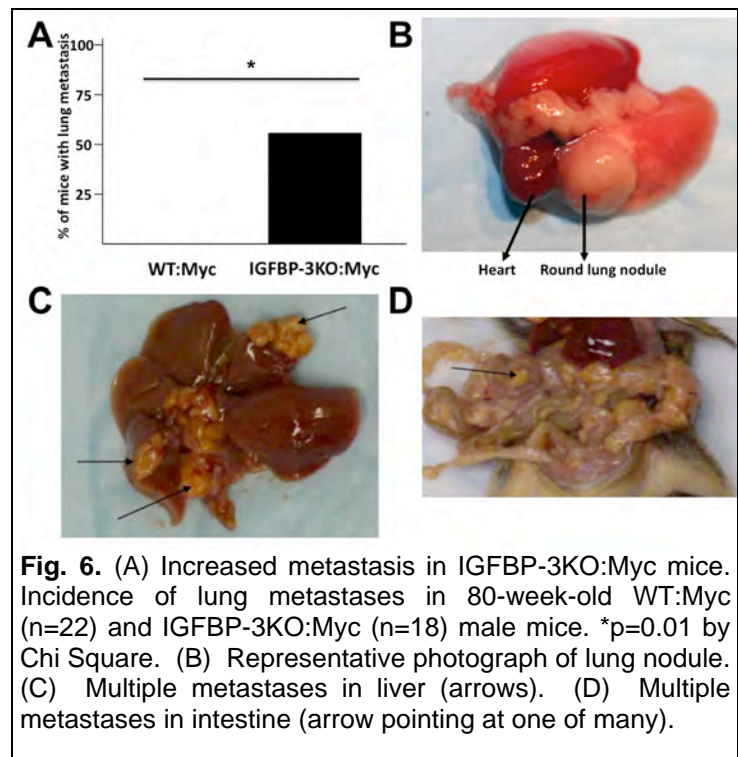 A
% of mice with lung metastasis
100
75
50
25
*
WT:Myc IGFBP-3KO:Myc
B
Heart Round lung nodule
C
D
Fig. 6. (A) Increased metastasis in IGFBP-3KO:Myc mice.
Incidence of lung metastases in 80-week-old WT:Myc
(n=22) and IGFBP-3KO:Myc (n=18) male mice. *p=0.01 by
Chi Square. (B) Representative photograph of lung nodule.
(C) Multiple metastases in liver (arrows). (D) Multiple
metastases in intestine (arrow pointing at one of many).